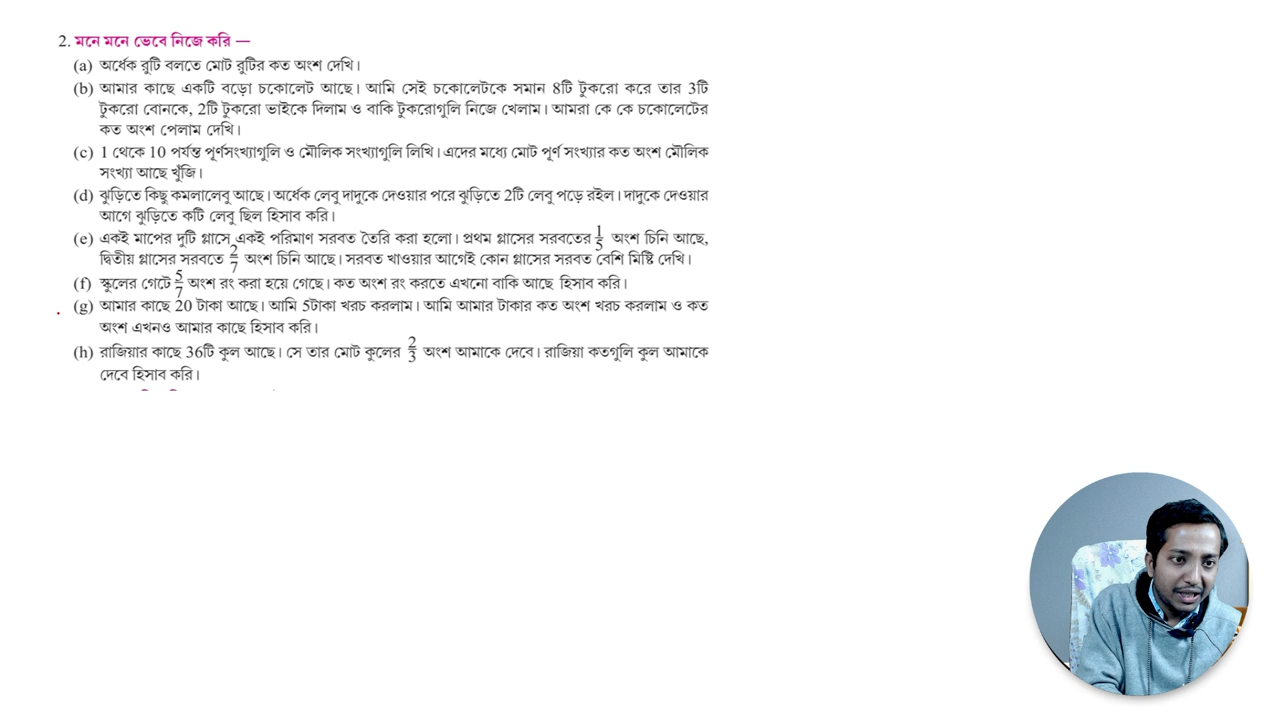 2. মনে মনে ভেবে নিজে করি —
(a) অর্ধেক রুটি বলতে মোট রুটির কত অংশ দেখি।
(b) আমার কাছে একটি বড়ো চকোলেট আছে। আমি সেই চকোলেটকে সমান 8টি টুকরো করে তার 3টি
টুকরো বোনকে, 2টি টুকরো ভাইকে দিলাম ও বাকি টুকরোগুলি নিজে খেলাম। আমরা কে কে চকোলেটের
কত অংশ পেলাম দেখি।
(c) 1 থেকে 10 পর্যন্ত পূর্ণসংখ্যাগুলি ও মৌলিক সংখ্যাগুলি লিখি। এদের মধ্যে মোট পূর্ণ সংখ্যার কত অংশ মৌলিক
সংখ্যা আছে খুঁজি।
(d) ঝুড়িতে কিছু কমলালেবু আছে। অর্ধেক লেবু দাদুকে দেওয়ার পরে ঝুড়িতে 2টি লেবু পড়ে রইল। দাদুকে দেওয়ার
আগে ঝুড়িতে কটি লেবু ছিল হিসাব করি।
(e) একই মাপের দুটি গ্লাসে একই পরিমাণ সরবত তৈরি করা হলো। প্রথম গ্লাসের সরবতের 1/5 অংশ চিনি আছে,
দ্বিতীয় গ্লাসের সরবতে 2/7 অংশ চিনি আছে। সরবত খাওয়ার আগেই কোন গ্লাসের সরবত বেশি মিষ্টি দেখি।
(f) স্কুলের গেটে 5/7 অংশ রং করা হয়ে গেছে। কত অংশ রং করতে এখনো বাকি আছে হিসাব করি।
(g) আমার কাছে 20 টাকা আছে। আমি 5টাকা খরচ করলাম। আমি আমার টাকার কত অংশ খরচ করলাম ও কত
অংশ এখনও আমার কাছে হিসাব করি।
(h) রাজিয়ার কাছে 36টি কুল আছে। সে তার মোট কুলের 2/3 অংশ আমাকে দেবে। রাজিয়া কতগুলি কুল আমাকে
দেবে হিসাব করি।